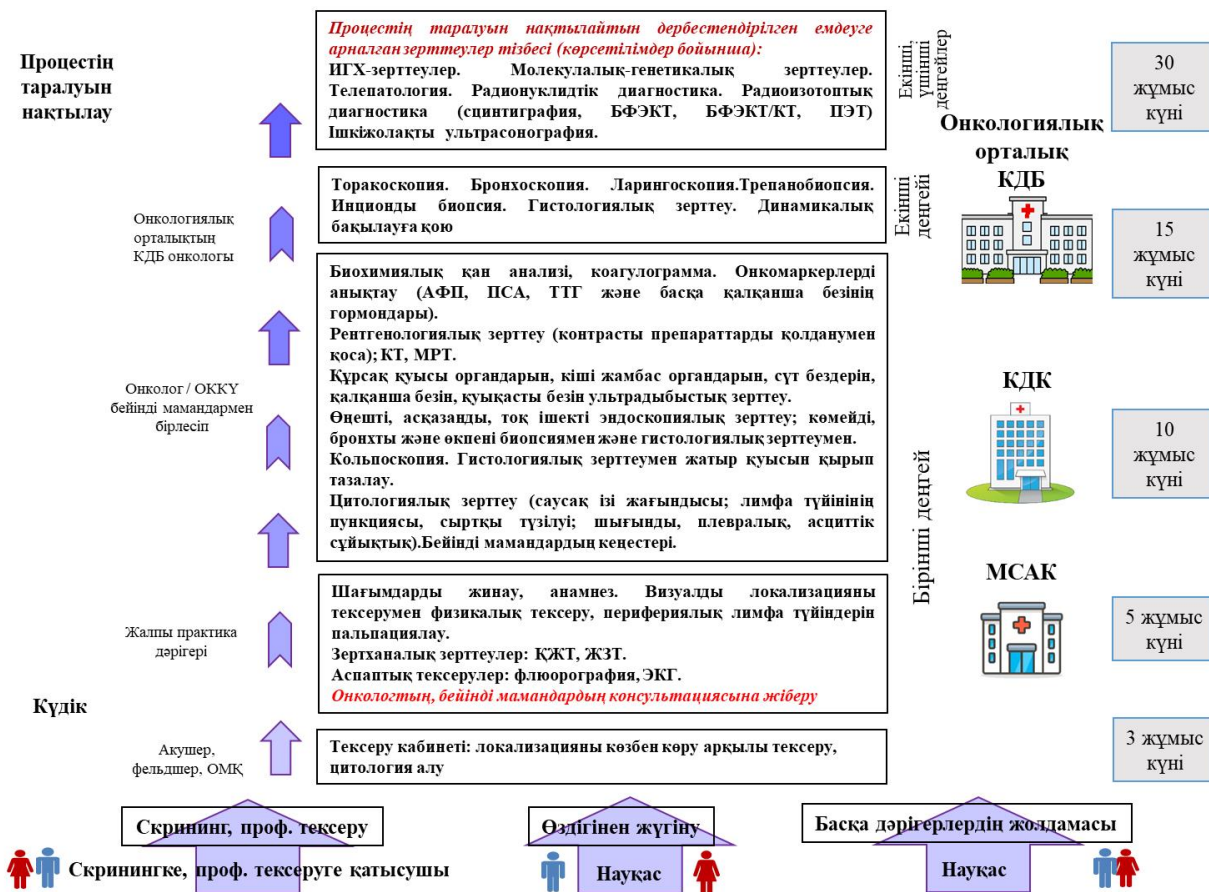 Процестің
таралуын
нақтылау
Процестің таралуын нақтылайтын дербестендірілген емдеуге
арналған зерттеулер тізбесі (көрсетілімдер бойынша):
ИГХ-зерттеулер. Молекулалық-генетикалық зерттеулер.
Телепатология. Радионуклидтік диагностика. Радиоизотоптық
диагностика (сцинтиграфия, БФЭКТ, БФЭКТ/КТ, ПЭТ)
Ішкіжолақты ультрасонография.
Екінші,
үшінші
деңгейлер
30
жұмыс
күні
Онкологиялық
орталық
КДБ
Онкологиялық
орталықтың
КДБ онкологы
Торакоскопия. Бронхоскопия. Ларингоскопия.Трепанобиопсия.
Инционды биопсия. Гистологиялық зерттеу. Динамикалық
бақылауға қою
Екінші
деңгейі
15
жұмыс
күні
Онколог / ОККҮ
бейінді мамандармен
бірлесіп
Биохимиялық қан анализі, коагулограмма. Онкомаркерлерді
анықтау (АФП, ПСА, ТТГ және басқа қалқанша безінің
гормондары).
Рентгенологиялық зерттеу (контрасты препараттарды қолданумен
қоса); КТ, МРТ.
Құрсақ қуысы органдарын, кіші жамбас органдарын, сүт бездерін,
қалқанша безін, қуықасты безін ультрадыбыстық зерттеу.
Өңешті, асқазанды, тоқ ішекті эндоскопиялық зерттеу; көмейді,
бронхты және өкпені биопсиямен және гистологиялық зерттеумен.
Кольпоскопия. Гистологиялық зерттеумен жатыр қуысын қырып
тазалау.
Цитологиялық зерттеу (саусақ ізі жағындысы; лимфа түйінінің
пункциясы, сыртқы түзілуі; шығынды, плевралық, асциттік
сұйықтық).Бейінді мамандардың кеңестері.
Бірінші деңгей
КДК
10
жұмыс
күні
Жалпы практика
дәрігері
Шағымдарды жинау, анамнез. Визуалды локализацияны
тексерумен физикалық тексеру, перифериялық лимфа түйіндерін
пальпациялау.
Зертханалық зерттеулер: ҚЖТ, ЖЗТ.
Аспаптық тексерулер: флюорография, ЭКГ.
Онкологтың, бейінді мамандардың консультациясына жіберу
МСАК
5 жұмыс
күні
Күдік
Акушер,
фельдшер, ОМҚ
Тексеру кабинеті: локализацияны көзбен көру арқылы тексеру,
цитология алу
3 жұмыс
күні
Скрининг, проф. тексеру
Өздігінен жүгіну
Басқа дәрігерлердің жолдамасы
Скринингке, проф. тексеруге қатысушы
Науқас
Науқас